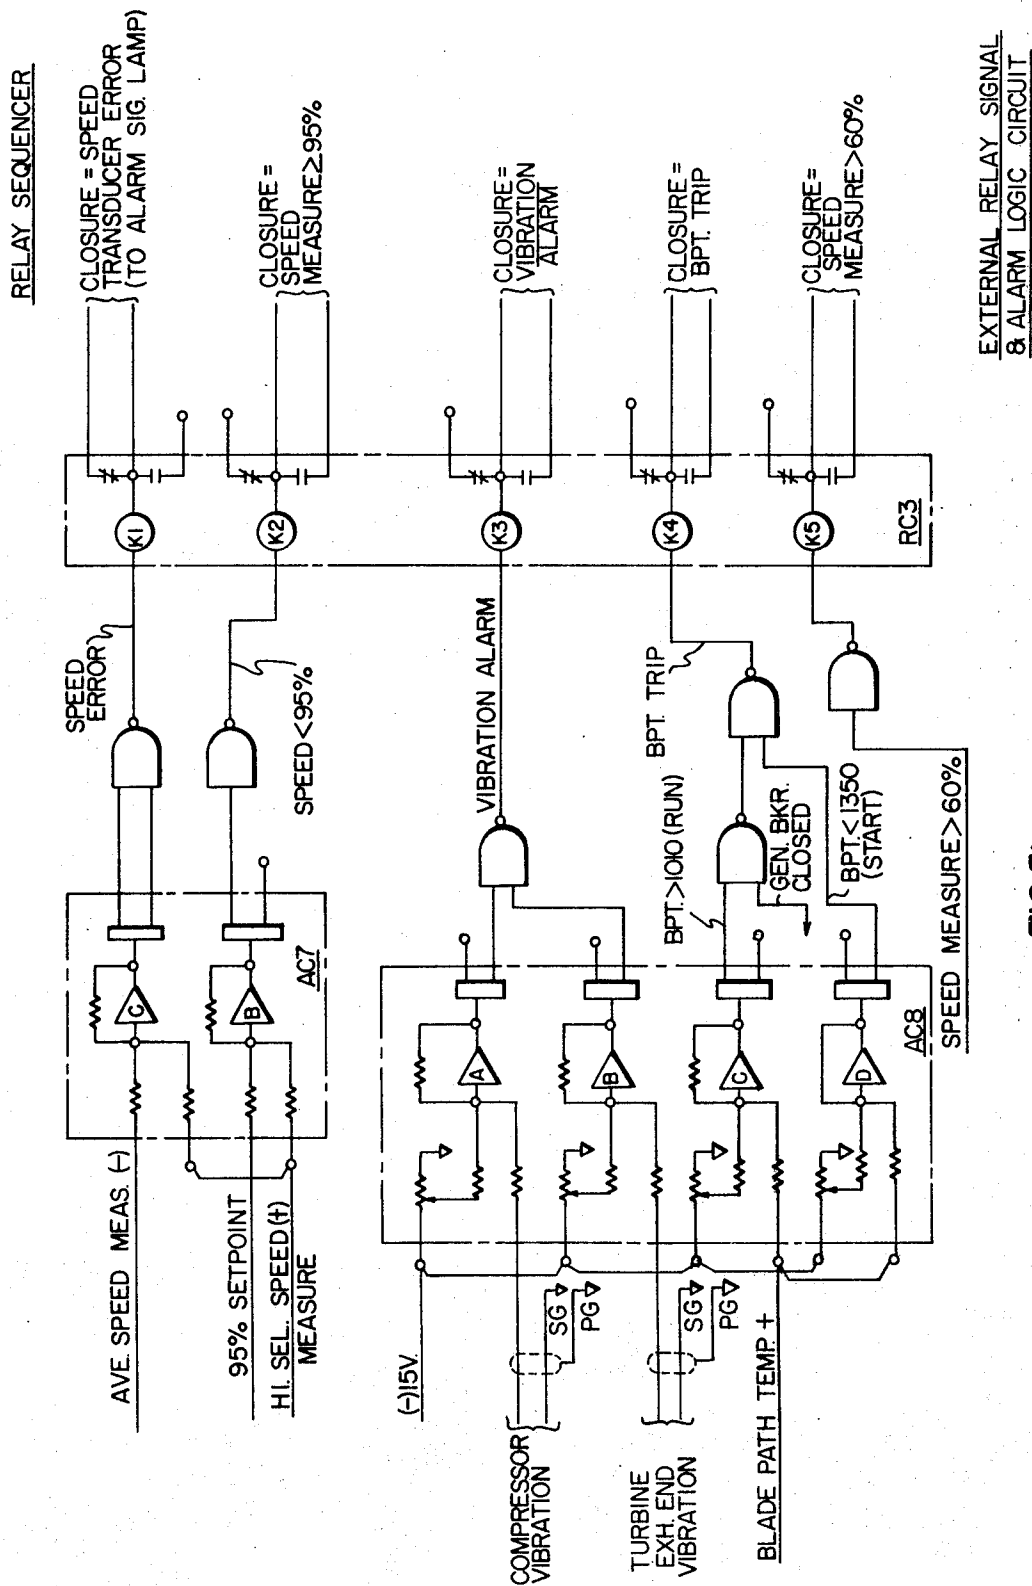 RELAY SEQUENCER
CLOSURE = SPEED
TRANSDUCER ERROR
(TO ALARM SIG. LAMP)
CLOSURE =
SPEED
MEASURE≥95%
CLOSURE =
VIBRATION
ALARM
CLOSURE =
BPT. TRIP
CLOSURE =
SPEED
MEASURE>60%
K1
K2
K3
K4
K5
RC3
SPEED
ERROR
SPEED<95%
VIBRATION ALARM
BPT. TRIP
BPT.>1010 (RUN)
GEN. BKR.
CLOSED
BPT.<1350
(START)
SPEED MEASURE>60%
C
B
AC7
A
B
C
D
AC8
AVE. SPEED MEAS. (-)
95% SETPOINT
HI. SEL. SPEED (+)
MEASURE
(-)15V.
SG
PG
COMPRESSOR
VIBRATION
SG
PG
TURBINE
EXH. END
VIBRATION
BLADE PATH TEMP. +
EXTERNAL RELAY SIGNAL
& ALARM LOGIC CIRCUIT